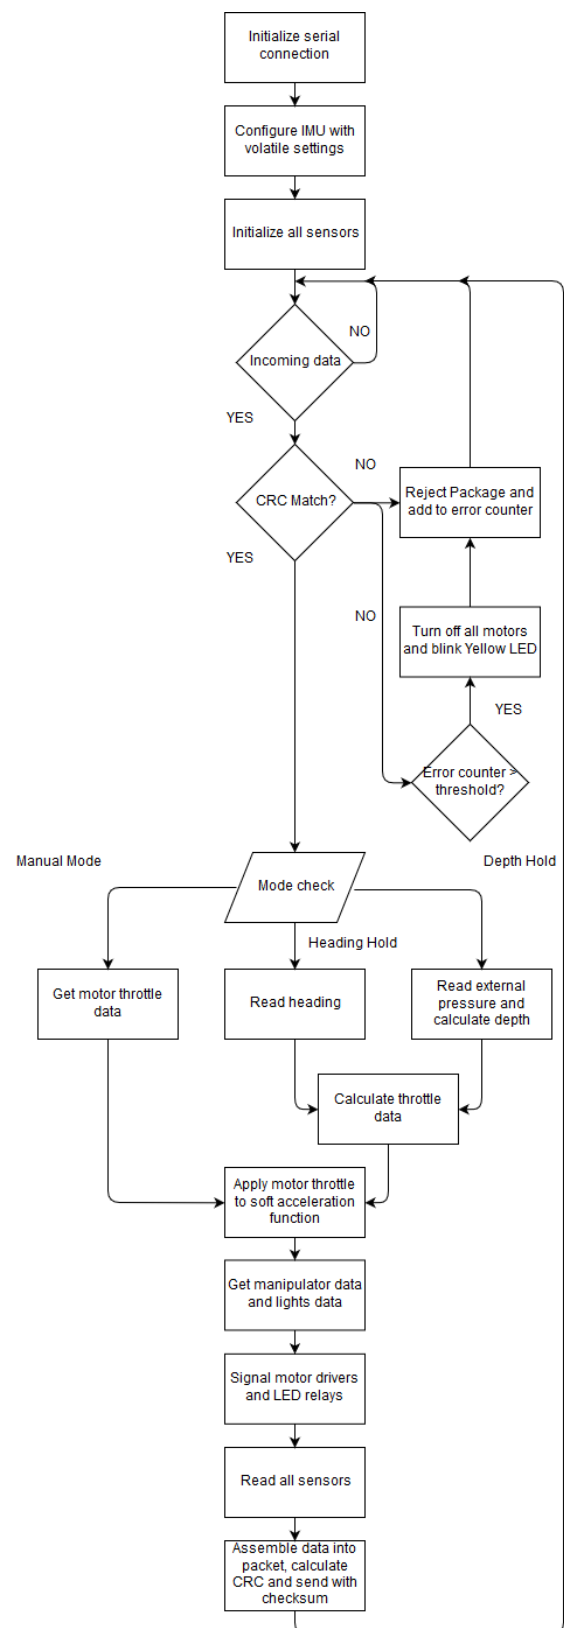 Initialize serial
connection
Configure IMU with
volatile settings
Initialize all sensors
NO
Incoming data
YES
NO
CRC Match?
Reject Package and
add to error counter
YES
NO
Turn off all motors
and blink Yellow LED
YES
Error counter >
threshold?
Manual Mode
Depth Hold
Mode check
Heading Hold
Get motor throttle
data
Read heading
Read external
pressure and
calculate depth
Calculate throttle
data
Apply motor throttle
to soft acceleration
function
Get manipulator data
and lights data
Signal motor drivers
and LED relays
Read all sensors
Assemble data into
packet, calculate
CRC and send with
checksum